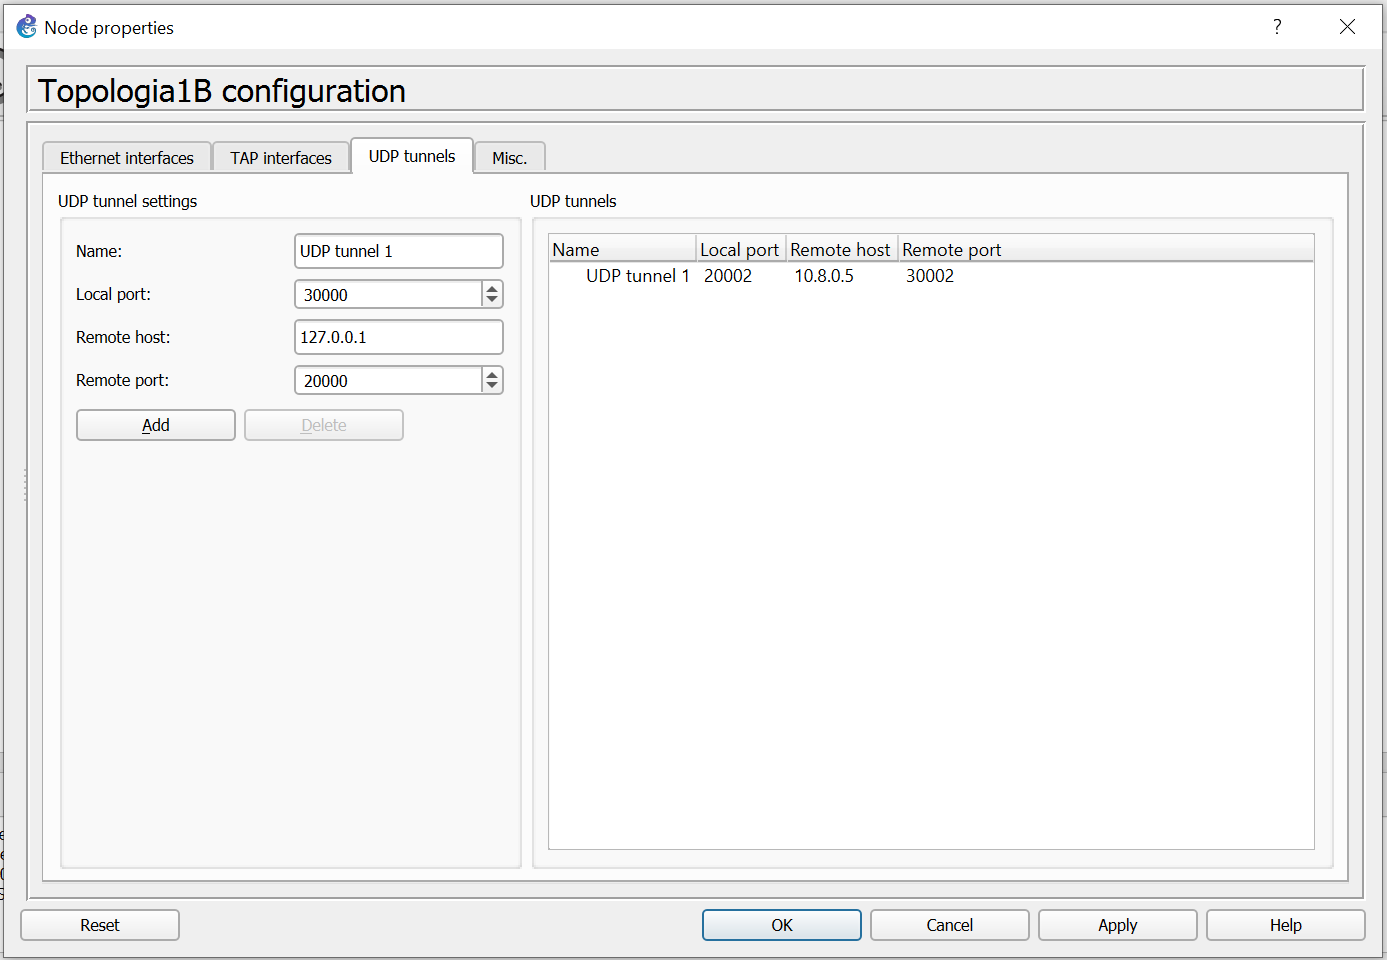 Node properties
?
Topologia1B configuration
Ethernet interfaces TAP interfaces UDP tunnels Misc.
UDP tunnel settings
Name: UDP tunnel 1
Local port: 30000
Remote host: 127.0.0.1
Remote port: 20000
Add Delete
UDP tunnels
Name Local port Remote host Remote port
UDP tunnel 1 20002 10.8.0.5 30002
Reset OK Cancel Apply Help